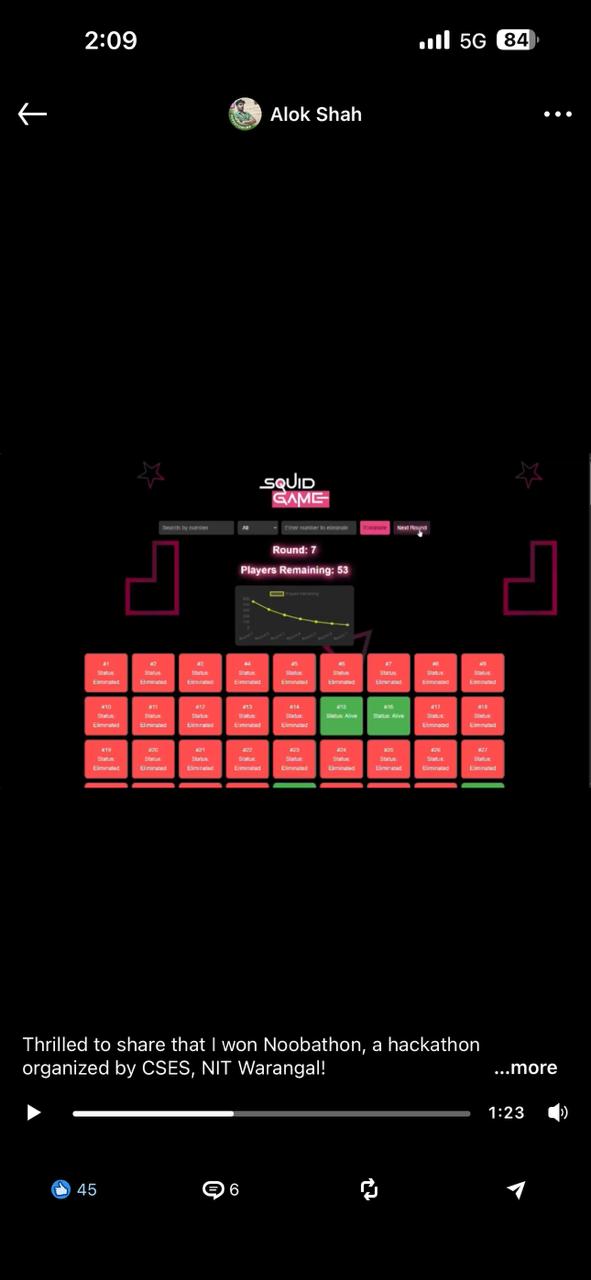 2:09
5G
84
Alok Shah
SQUID
GAME
Search by number
All
Enter number to eliminate
Eliminate
Next Round
Round: 7
Players Remaining: 53
Players Remaining
#1
Status:
Eliminated
#2
Status:
Eliminated
#3
Status:
Eliminated
#4
Status:
Eliminated
#5
Status:
Eliminated
#6
Status:
Eliminated
#7
Status:
Eliminated
#8
Status:
Eliminated
#9
Status:
Eliminated
#10
Status:
Eliminated
#11
Status:
Eliminated
#12
Status:
Eliminated
#13
Status:
Eliminated
#14
Status:
Eliminated
#15
Status: Alive
#16
Status: Alive
#17
Status:
Eliminated
#18
Status:
Eliminated
#19
Status:
Eliminated
#20
Status:
Eliminated
#21
Status:
Eliminated
#22
Status:
Eliminated
#23
Status:
Eliminated
#24
Status:
Eliminated
#25
Status:
Eliminated
#26
Status:
Eliminated
#27
Status:
Eliminated
Thrilled to share that I won Noobathon, a hackathon
organized by CSES, NIT Warangal!
...more
1:23
45
6